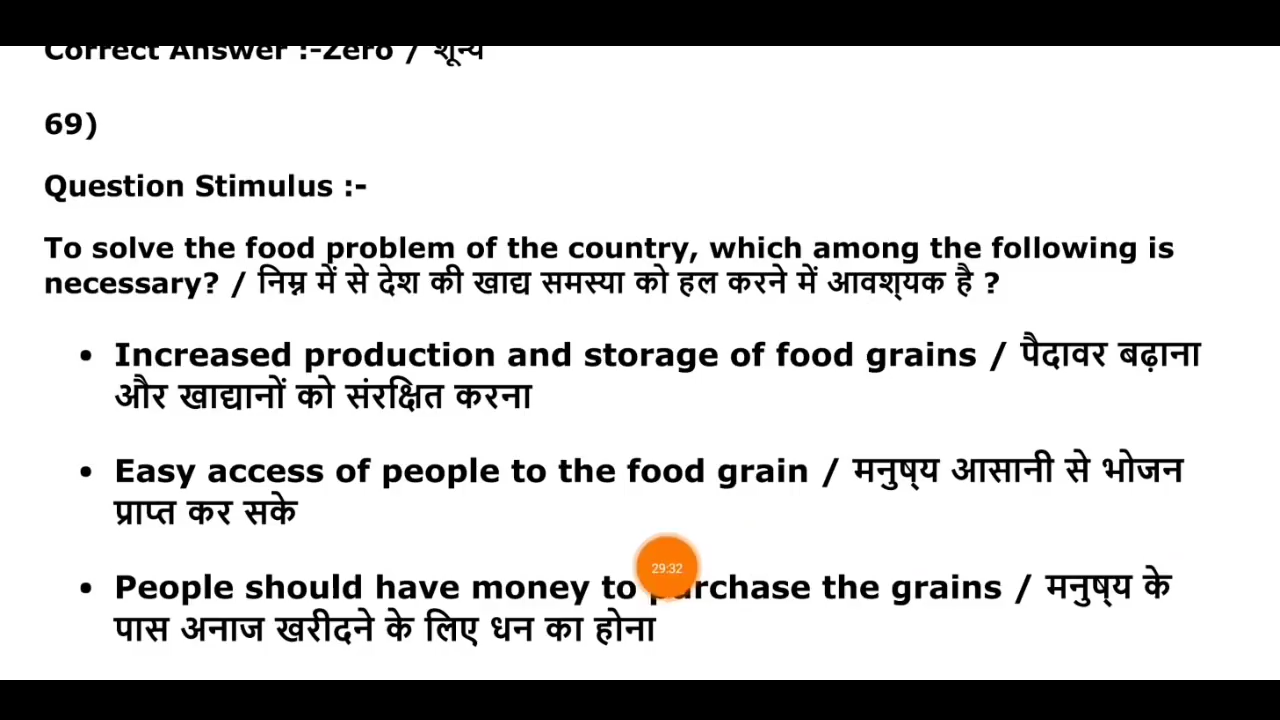 Correct Answer :-Zero / शून्य
69)
Question Stimulus :-
To solve the food problem of the country, which among the following is
necessary? / निम्न में से देश की खाद्य समस्या को हल करने में आवश्यक है ?
• Increased production and storage of food grains / पैदावर बढ़ाना
और खाद्यानों को संरक्षित करना
• Easy access of people to the food grain / मनुष्य आसानी से भोजन
प्राप्त कर सके
• People should have money to purchase the grains / मनुष्य के
पास अनाज खरीदने के लिए धन का होना
29:32